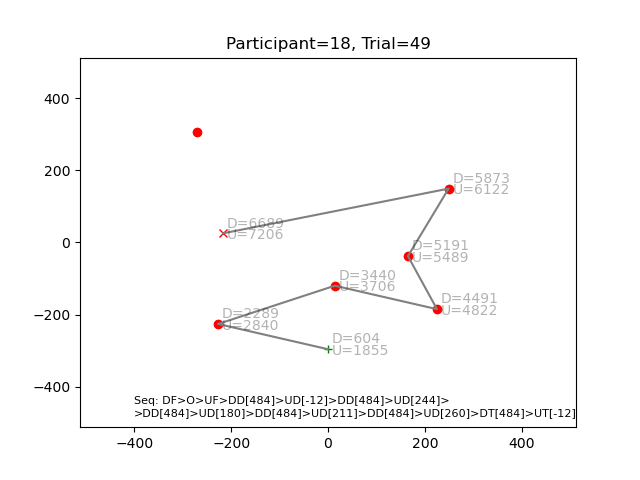 Participant=18, Trial=49
400
200
0
−200
−400
D=5873
U=6122
D=6689
U=7206
D=5191
U=5489
D=3440
U=3706
D=4491
U=4822
D=2289
U=2840
D=604
U=1855
Seq: DF>O>UF>DD[484]>UD[-12]>DD[484]>UD[244]>
>DD[484]>UD[180]>DD[484]>UD[211]>DD[484]>UD[260]>DT[484]>UT[-12]
−400 −200 0 200 400